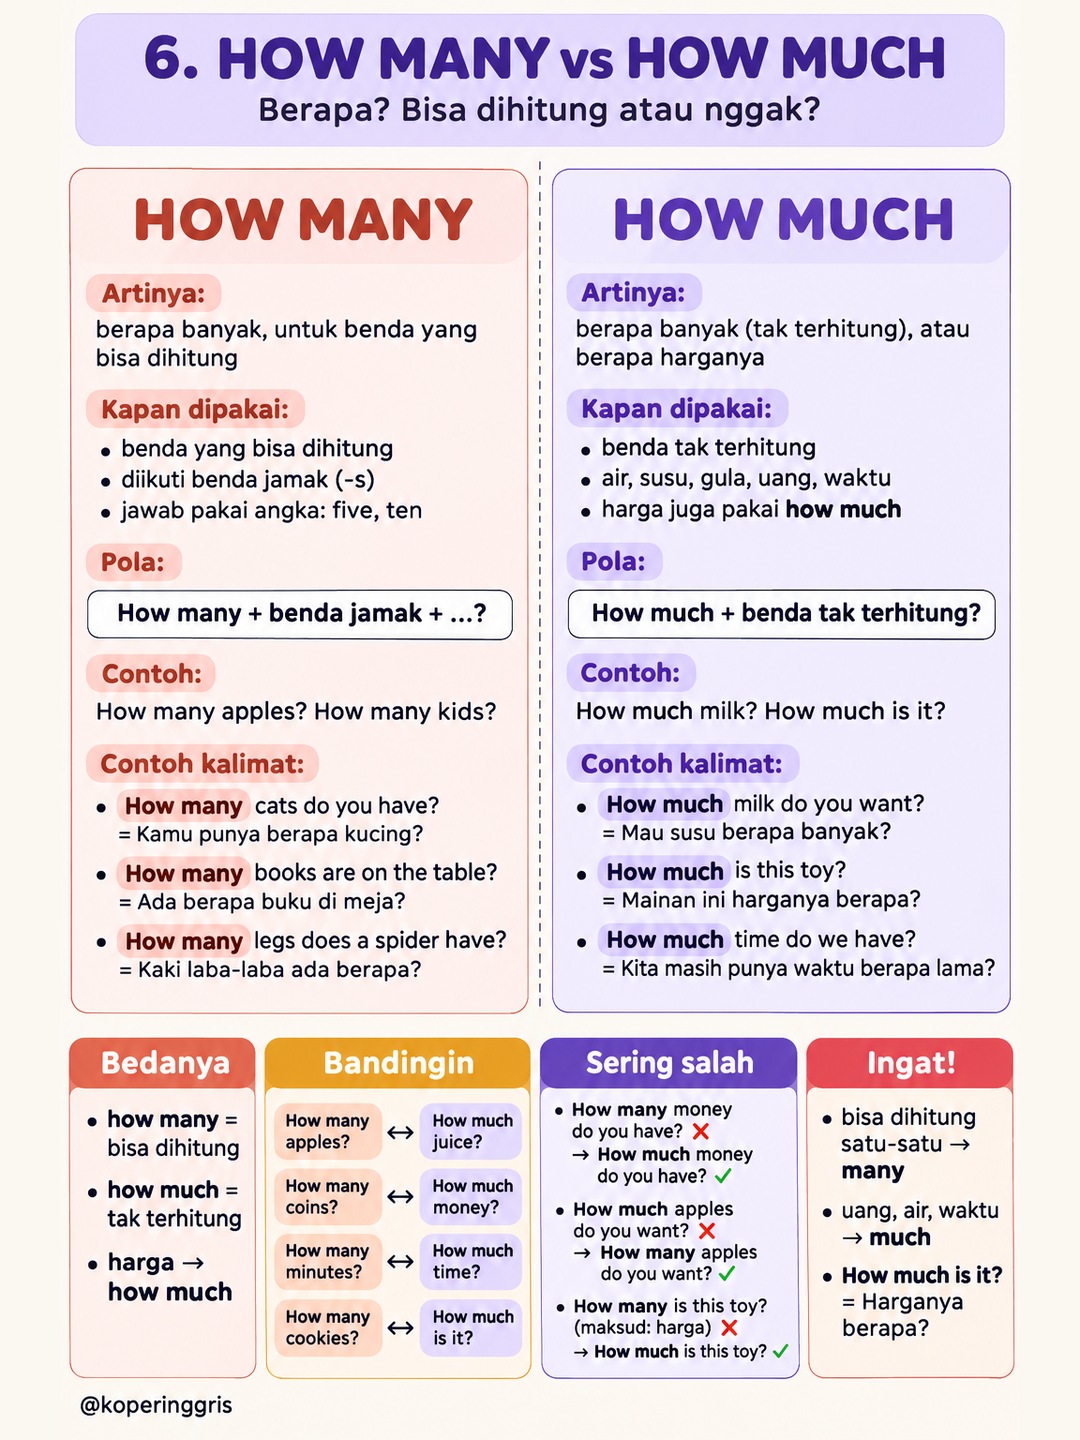 6. HOW MANY vs HOW MUCH
Berapa? Bisa dihitung atau nggak?
HOW MANY
Artinya:
berapa banyak, untuk benda yang
bisa dihitung
Kapan dipakai:
• benda yang bisa dihitung
• diikuti benda jamak (-s)
• jawab pakai angka: five, ten
Pola:
How many + benda jamak + ...?
Contoh:
How many apples? How many kids?
Contoh kalimat:
• How many cats do you have?
= Kamu punya berapa kucing?
• How many books are on the table?
= Ada berapa buku di meja?
• How many legs does a spider have?
= Kaki laba-laba ada berapa?
HOW MUCH
Artinya:
berapa banyak (tak terhitung), atau
berapa harganya
Kapan dipakai:
• benda tak terhitung
• air, susu, gula, uang, waktu
• harga juga pakai how much
Pola:
How much + benda tak terhitung?
Contoh:
How much milk? How much is it?
Contoh kalimat:
• How much milk do you want?
= Mau susu berapa banyak?
• How much is this toy?
= Mainan ini harganya berapa?
• How much time do we have?
= Kita masih punya waktu berapa lama?
Bedanya
• how many =
bisa dihitung
• how much =
tak terhitung
• harga →
how much
Bandingin
How many
apples?
↔
How much
juice?
How many
coins?
↔
How much
money?
How many
minutes?
↔
How much
time?
How many
cookies?
↔
How much
is it?
Sering salah
• How many money
do you have? ❌
→ How much money
do you have? ✓
• How much apples
do you want? ❌
→ How many apples
do you want? ✓
• How many is this toy?
(maksud: harga) ❌
→ How much is this toy? ✓
Ingat!
• bisa dihitung
satu-satu →
many
• uang, air, waktu
→ much
• How much is it?
= Harganya
berapa?
@koperinggris